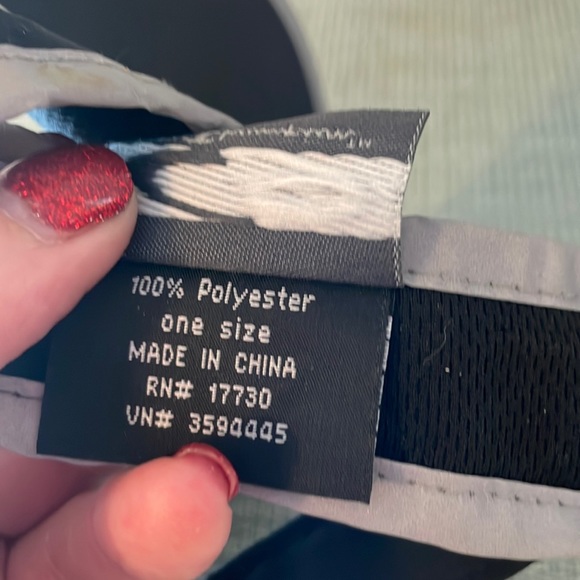 100% Polyester
one size
MADE IN CHINA
RN# 17730
VN# 3594445